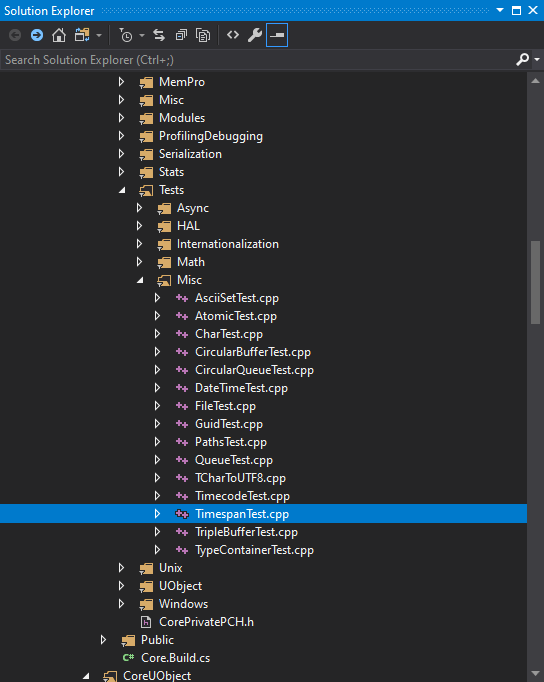 Solution Explorer
Search Solution Explorer (Ctrl+;)
MemPro
Misc
Modules
ProfilingDebugging
Serialization
Stats
Tests
Async
HAL
Internationalization
Math
Misc
AsciiSetTest.cpp
AtomicTest.cpp
CharTest.cpp
CircularBufferTest.cpp
CircularQueueTest.cpp
DateTimeTest.cpp
FileTest.cpp
GuidTest.cpp
PathsTest.cpp
QueueTest.cpp
TCharToUTF8.cpp
TimecodeTest.cpp
TimespanTest.cpp
TripleBufferTest.cpp
TypeContainerTest.cpp
Unix
UObject
Windows
CorePrivatePCH.h
Public
C# Core.Build.cs
CoreUObject